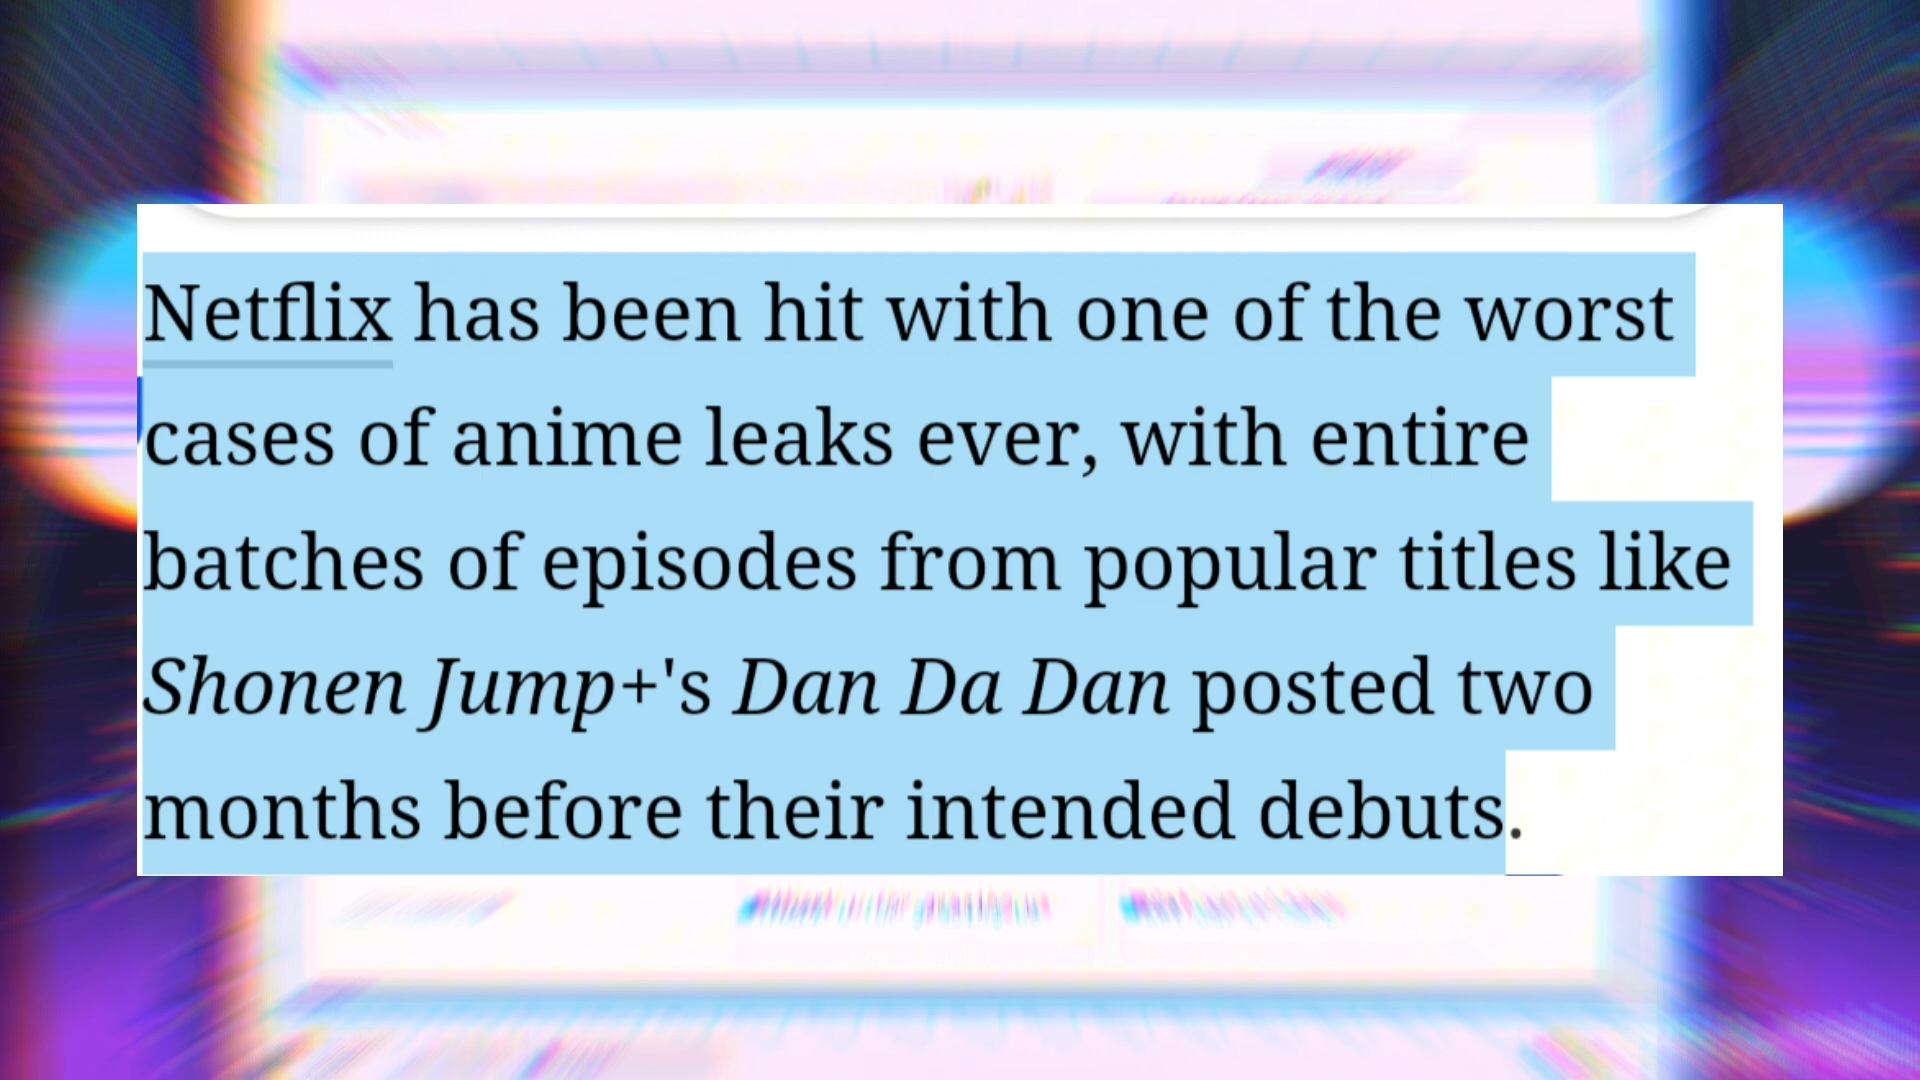 Netflix has been hit with one of the worst
cases of anime leaks ever, with entire
batches of episodes from popular titles like
Shonen Jump+'s Dan Da Dan posted two
months before their intended debuts.